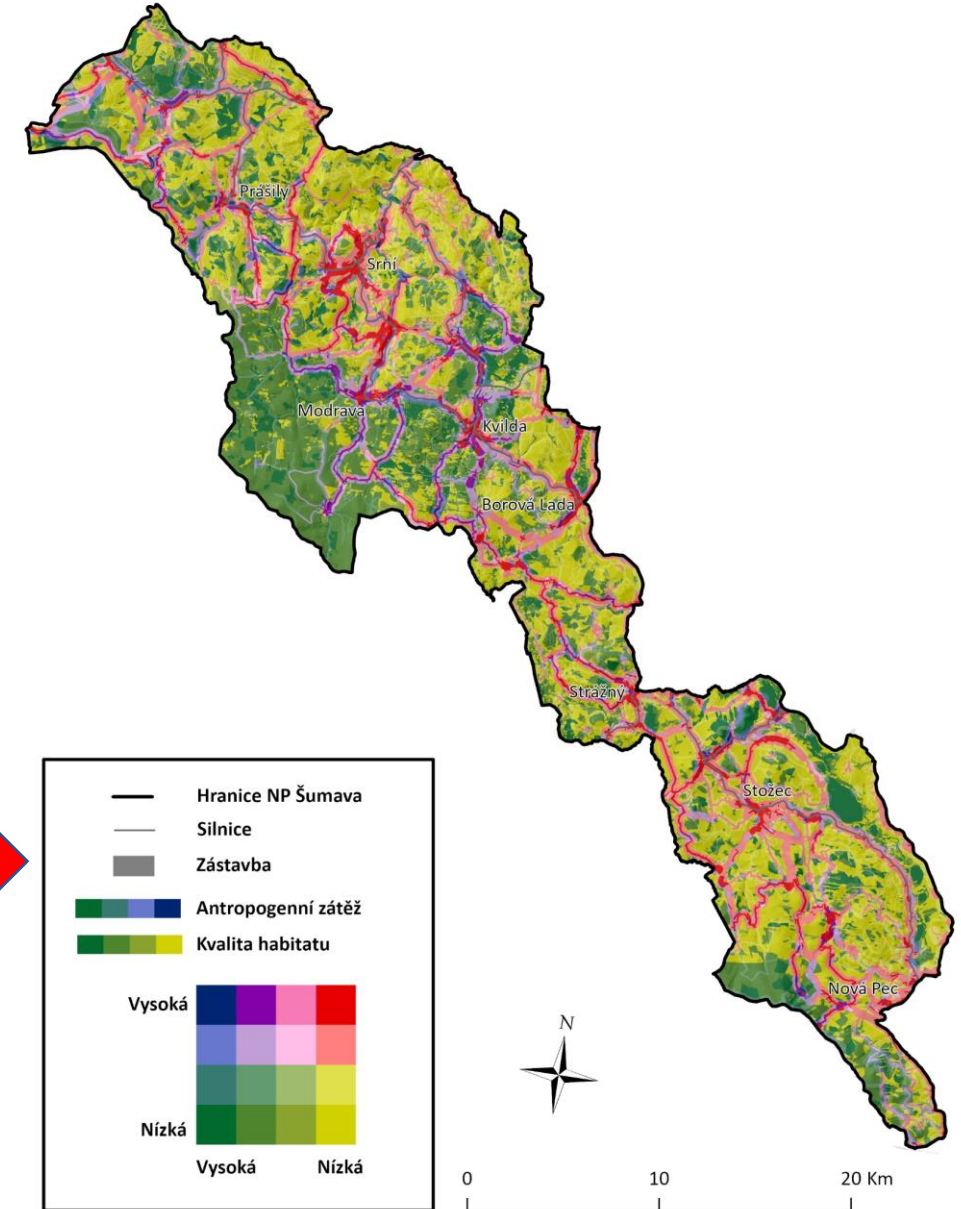 Prášily
Srní
Modrava
Kvilda
Borová Lada
Strážný
Stožec
Nová Pec
Hranice NP Šumava
Silnice
Zástavba
Antropogenní zátěž
Kvalita habitatu
Vysoká
Nízká
Vysoká Nízká
N
0 10 20 Km